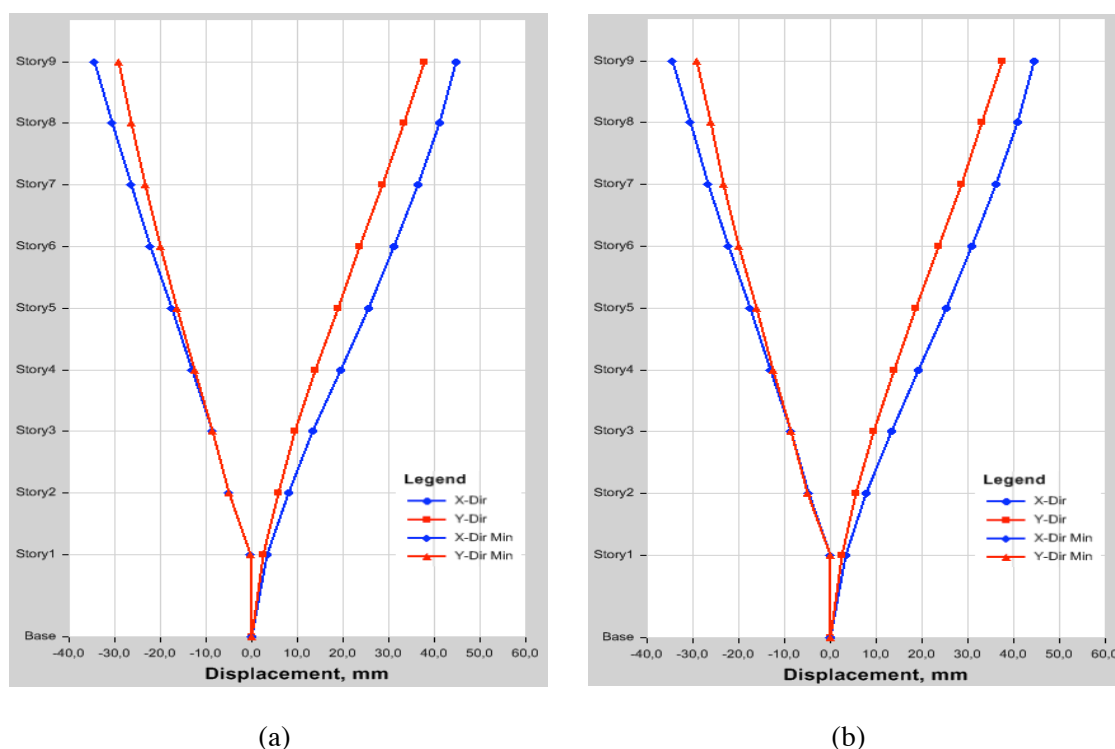 Story9
Story8
Story7
Story6
Story5
Story4
Story3
Story2
Story1
Base
Legend
X-Dir
Y-Dir
X-Dir Min
Y-Dir Min
-40,0 -30,0 -20,0 -10,0 0,0 10,0 20,0 30,0 40,0 50,0 60,0
Displacement, mm
(a)
Story9
Story8
Story7
Story6
Story5
Story4
Story3
Story2
Story1
Base
Legend
X-Dir
Y-Dir
X-Dir Min
Y-Dir Min
-40,0 -30,0 -20,0 -10,0 0,0 10,0 20,0 30,0 40,0 50,0 60,0
Displacement, mm
(b)